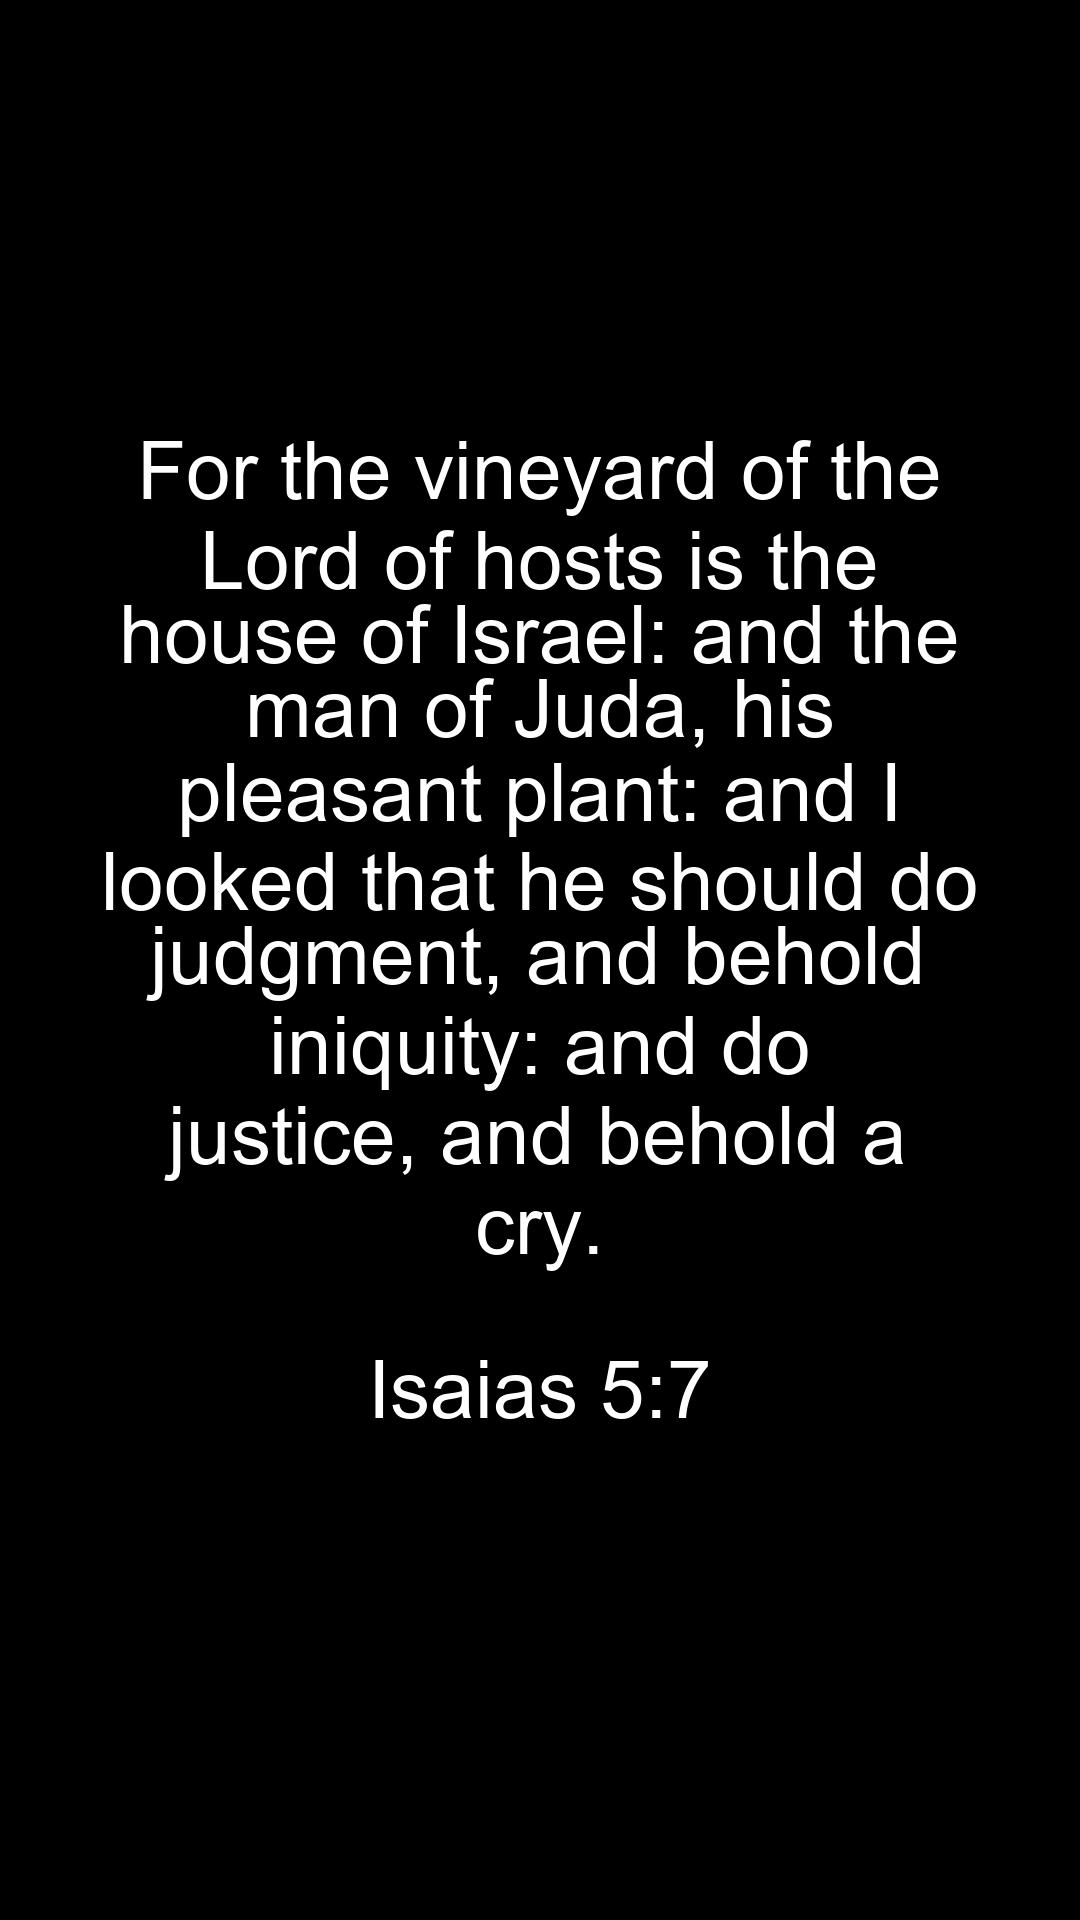 For the vineyard of the
Lord of hosts is the
house of Israel: and the
man of Juda, his
pleasant plant: and I
looked that he should do
judgment, and behold
iniquity: and do
justice, and behold a
cry.
Isaias 5:7